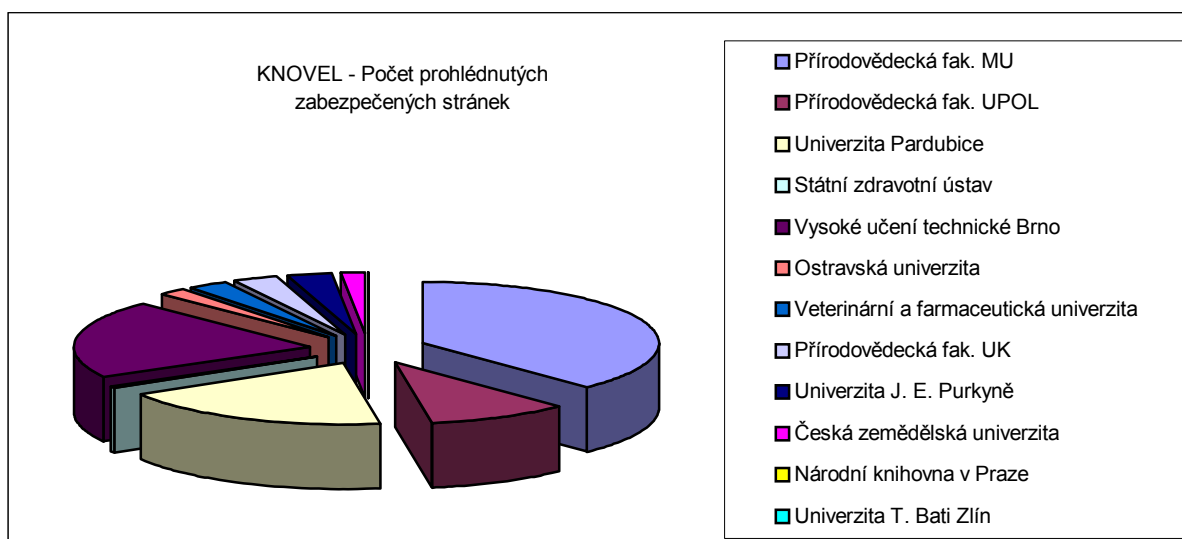 KNOVEL - Počet prohlédnutých
zabezpečených stránek
Přírodovědecká fak. MU
Přírodovědecká fak. UPOL
Univerzita Pardubice
Státní zdravotní ústav
Vysoké učení technické Brno
Ostravská univerzita
Veterinární a farmaceutická univerzita
Přírodovědecká fak. UK
Univerzita J. E. Purkyně
Česká zemědělská univerzita
Národní knihovna v Praze
Univerzita T. Bati Zlín